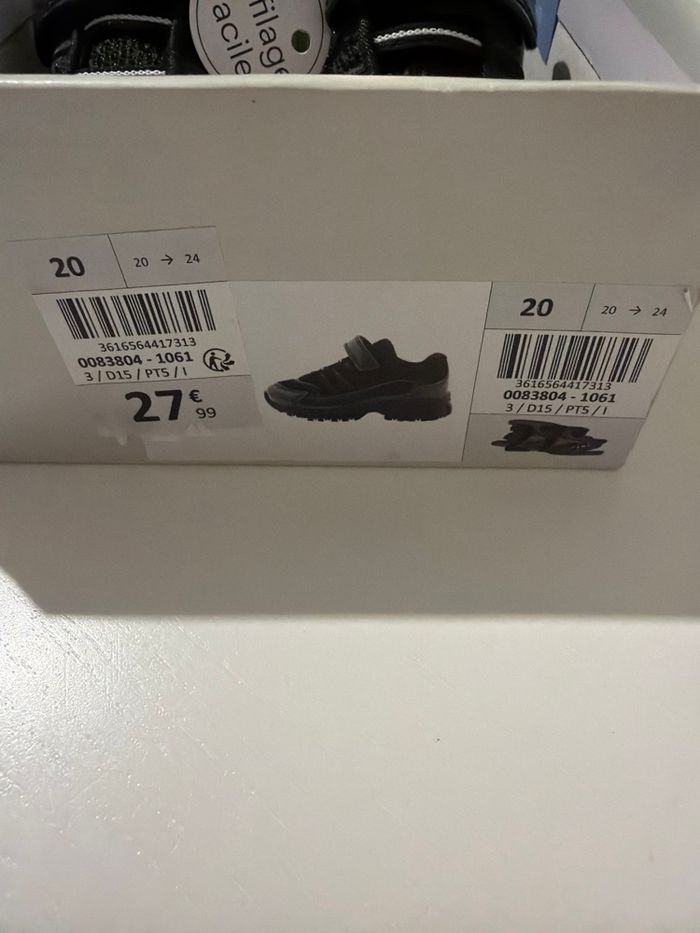 filage
acile
20
20 → 24
3616564417313
0083804 - 1061
3 / D15 / PT5 / I
27€99
20
20 → 24
3616564417313
0083804 - 1061
3 / D15 / PT5 / I